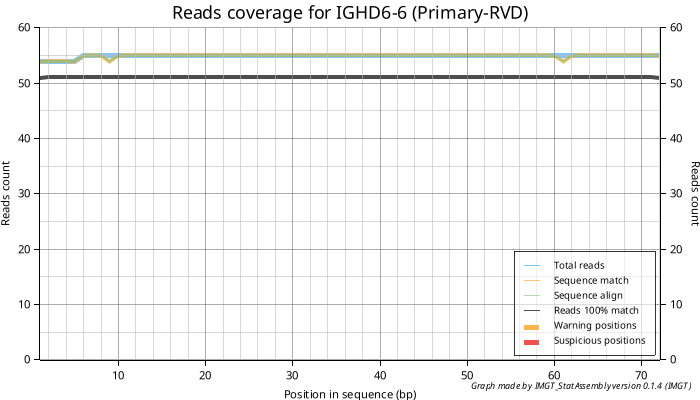 Reads coverage for IGHD6-6 (Primary-RVD)
60
50
40
30
20
10
0
60
50
40
30
20
10
0
Reads count
Reads count
10
20
30
40
50
60
70
Position in sequence (bp)
Total reads
Sequence match
Sequence align
Reads 100% match
Warning positions
Suspicious positions
Graph made by IMGT_StatAssembly version 0.1.4 (IMGT)